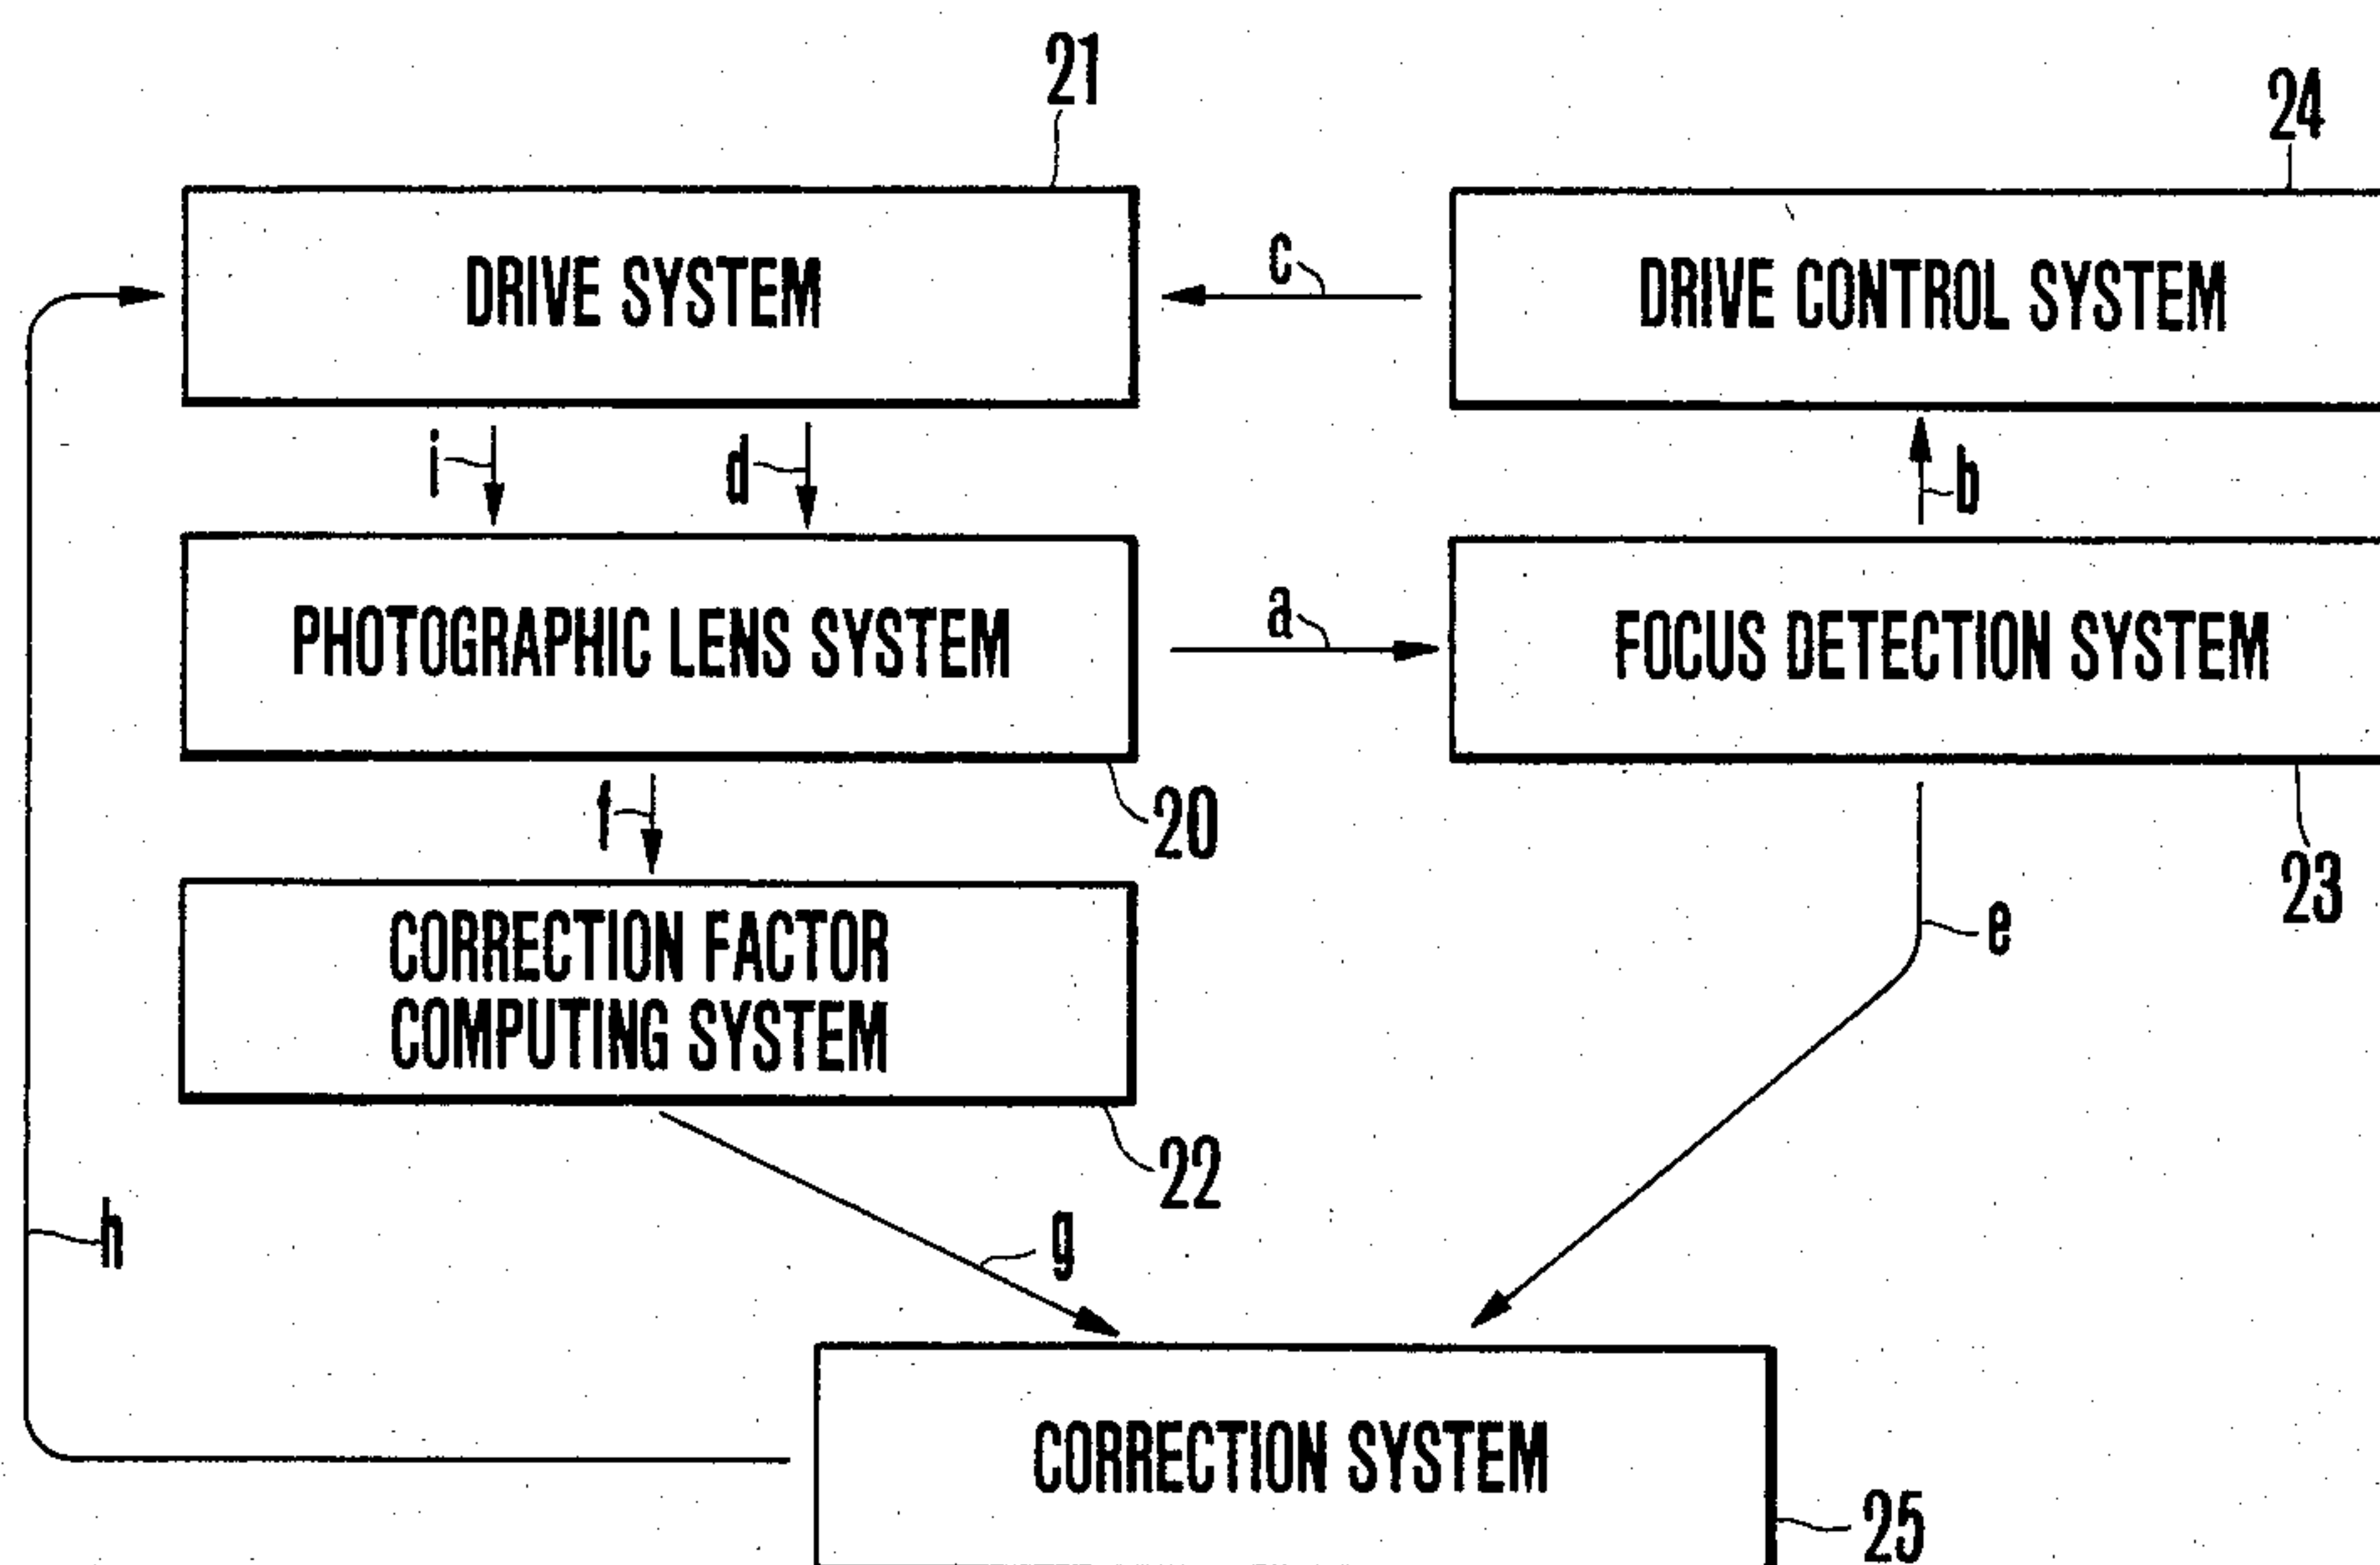 21
24
DRIVE SYSTEM
c
DRIVE CONTROL SYSTEM
i
d
b
PHOTOGRAPHIC LENS SYSTEM
a
FOCUS DETECTION SYSTEM
f
20
23
CORRECTION FACTOR
COMPUTING SYSTEM
e
22
h
g
CORRECTION SYSTEM
25